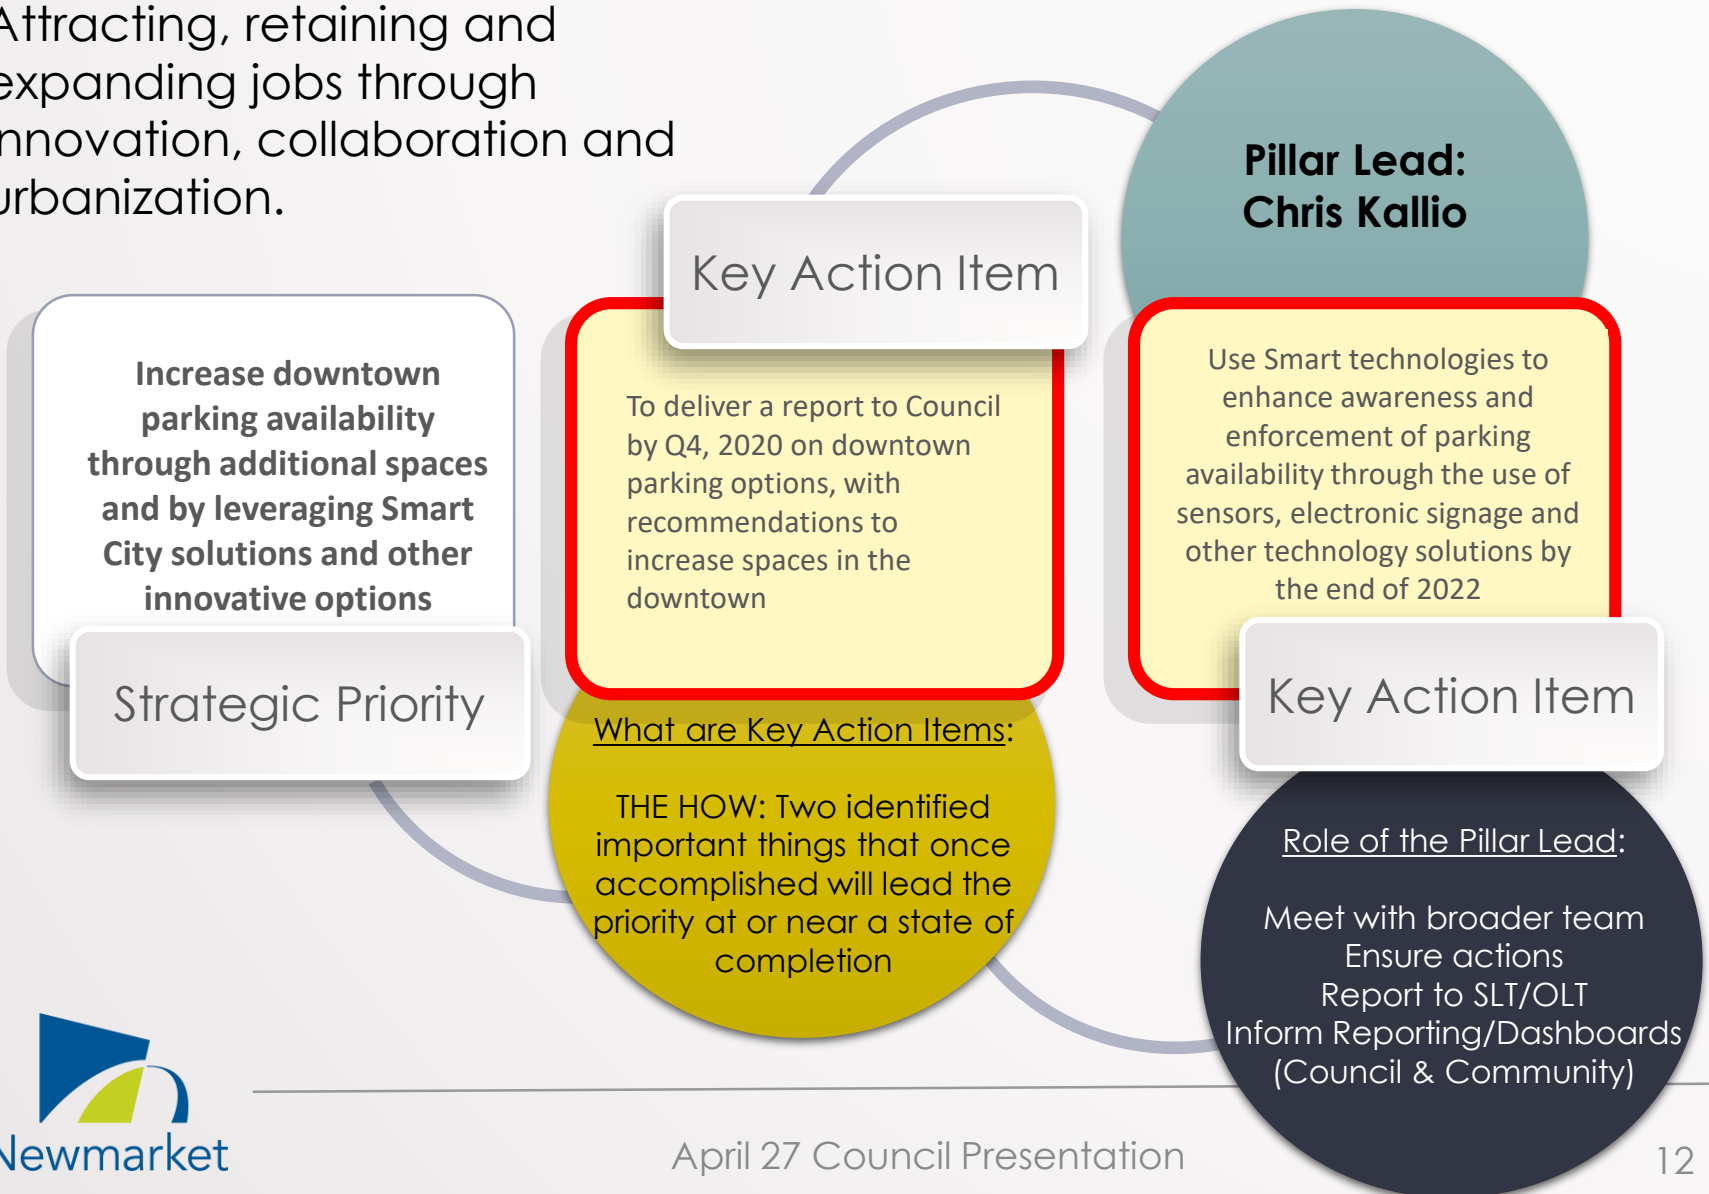 Attracting, retaining and
expanding jobs through
innovation, collaboration and
urbanization.
Pillar Lead:
Chris Kallio
Key Action Item
Increase downtown
parking availability
through additional spaces
and by leveraging Smart
City solutions and other
innovative options
Strategic Priority
To deliver a report to Council
by Q4, 2020 on downtown
parking options, with
recommendations to
increase spaces in the
downtown
Use Smart technologies to
enhance awareness and
enforcement of parking
availability through the use of
sensors, electronic signage and
other technology solutions by
the end of 2022
Key Action Item
What are Key Action Items:
THE HOW: Two identified
important things that once
accomplished will lead the
priority at or near a state of
completion
Role of the Pillar Lead:
Meet with broader team
Ensure actions
Report to SLT/OLT
Inform Reporting/Dashboards
(Council & Community)
Newmarket
April 27 Council Presentation
12